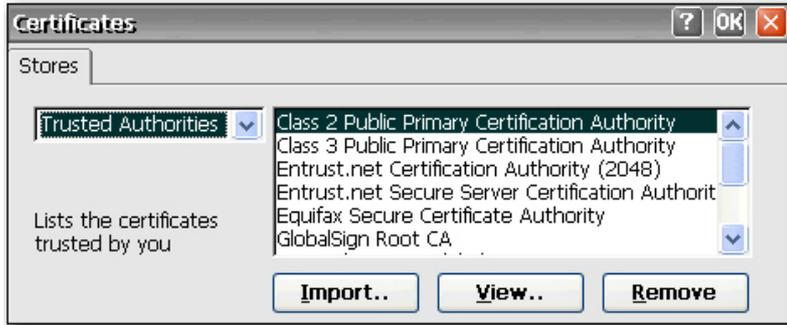 Certificates
? OK X
Stores
Trusted Authorities
Class 2 Public Primary Certification Authority
Class 3 Public Primary Certification Authority
Entrust.net Certification Authority (2048)
Entrust.net Secure Server Certification Authorit
Equifax Secure Certificate Authority
GlobalSign Root CA
Lists the certificates
trusted by you
Import..
View..
Remove